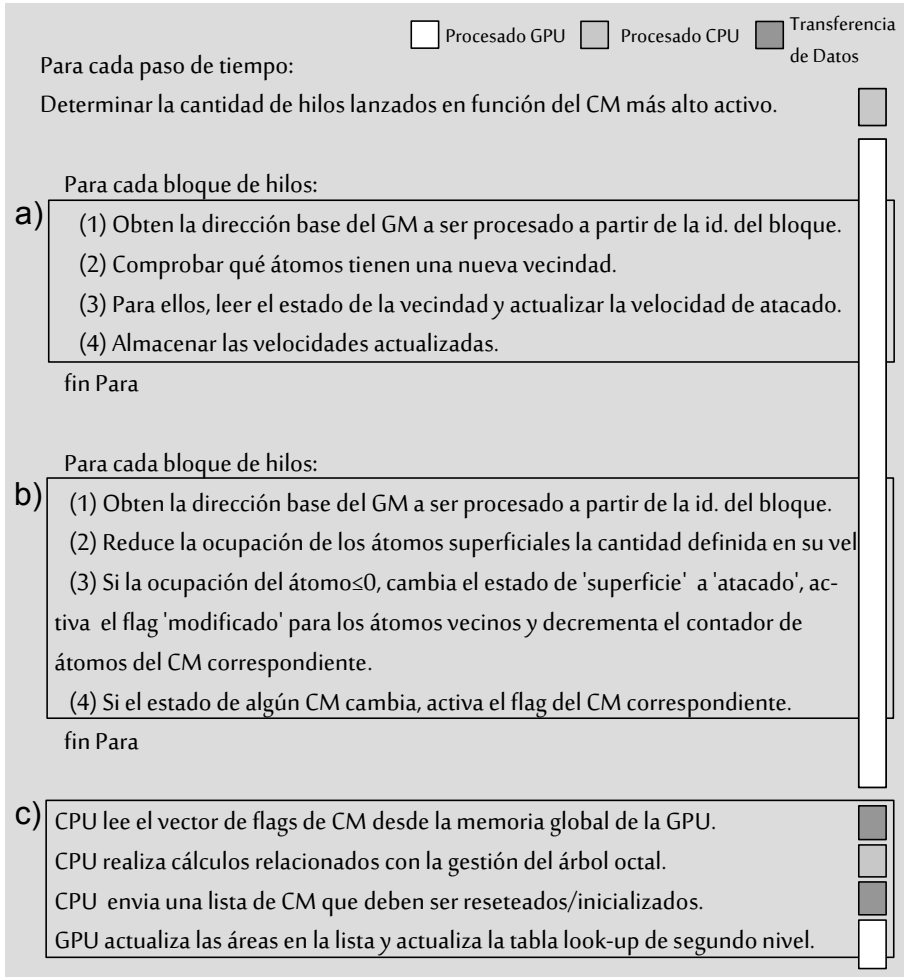 Procesado GPU Procesado CPU Transferencia
de Datos
Para cada paso de tiempo:
Determinar la cantidad de hilos lanzados en función del CM más alto activo.
Para cada bloque de hilos:
a)
(1) Obten la dirección base del GM a ser procesado a partir de la id. del bloque.
(2) Comprobar qué átomos tienen una nueva vecindad.
(3) Para ellos, leer el estado de la vecindad y actualizar la velocidad de atacado.
(4) Almacenar las velocidades actualizadas.
fin Para
Para cada bloque de hilos:
b)
(1) Obten la dirección base del GM a ser procesado a partir de la id. del bloque.
(2) Reduce la ocupación de los átomos superficiales la cantidad definida en su vel
(3) Si la ocupación del átomo≤0, cambia el estado de 'superficie' a 'atacado', ac-
tiva el flag 'modificado' para los átomos vecinos y decrementa el contador de
átomos del CM correspondiente.
(4) Si el estado de algún CM cambia, activa el flag del CM correspondiente.
fin Para
c)
CPU lee el vector de flags de CM desde la memoria global de la GPU.
CPU realiza cálculos relacionados con la gestión del árbol octal.
CPU envia una lista de CM que deben ser reseteados/inicializados.
GPU actualiza las áreas en la lista y actualiza la tabla look-up de segundo nivel.